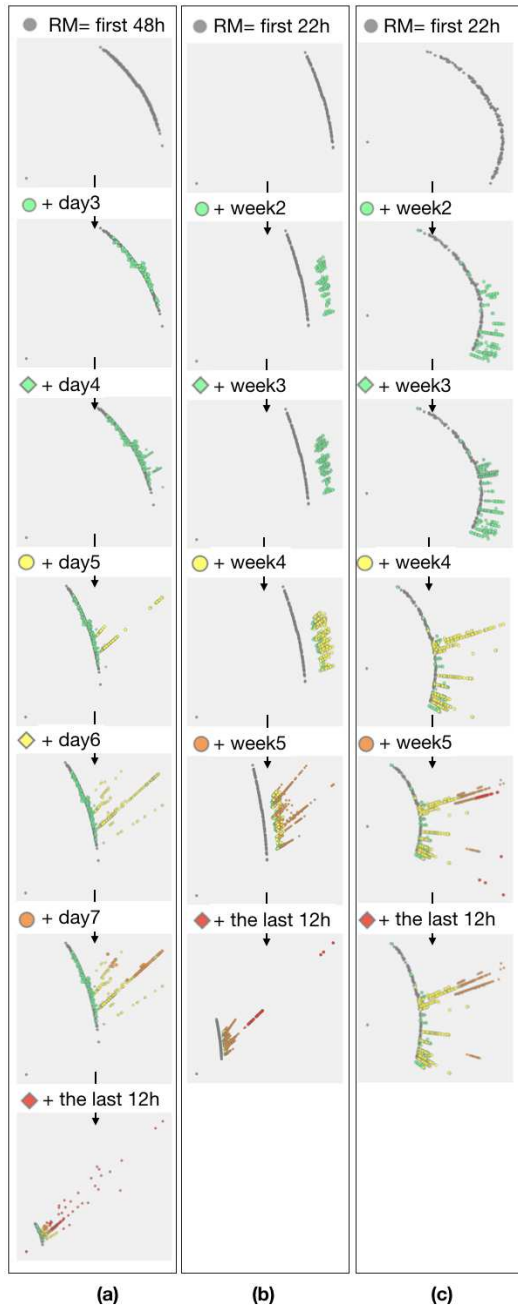 RM= first 48h
+ day3
+ day4
+ day5
+ day6
+ day7
+ the last 12h
(a)
RM= first 22h
+ week2
+ week3
+ week4
+ week5
+ the last 12h
(b)
RM= first 22h
+ week2
+ week3
+ week4
+ week5
+ the last 12h
(c)